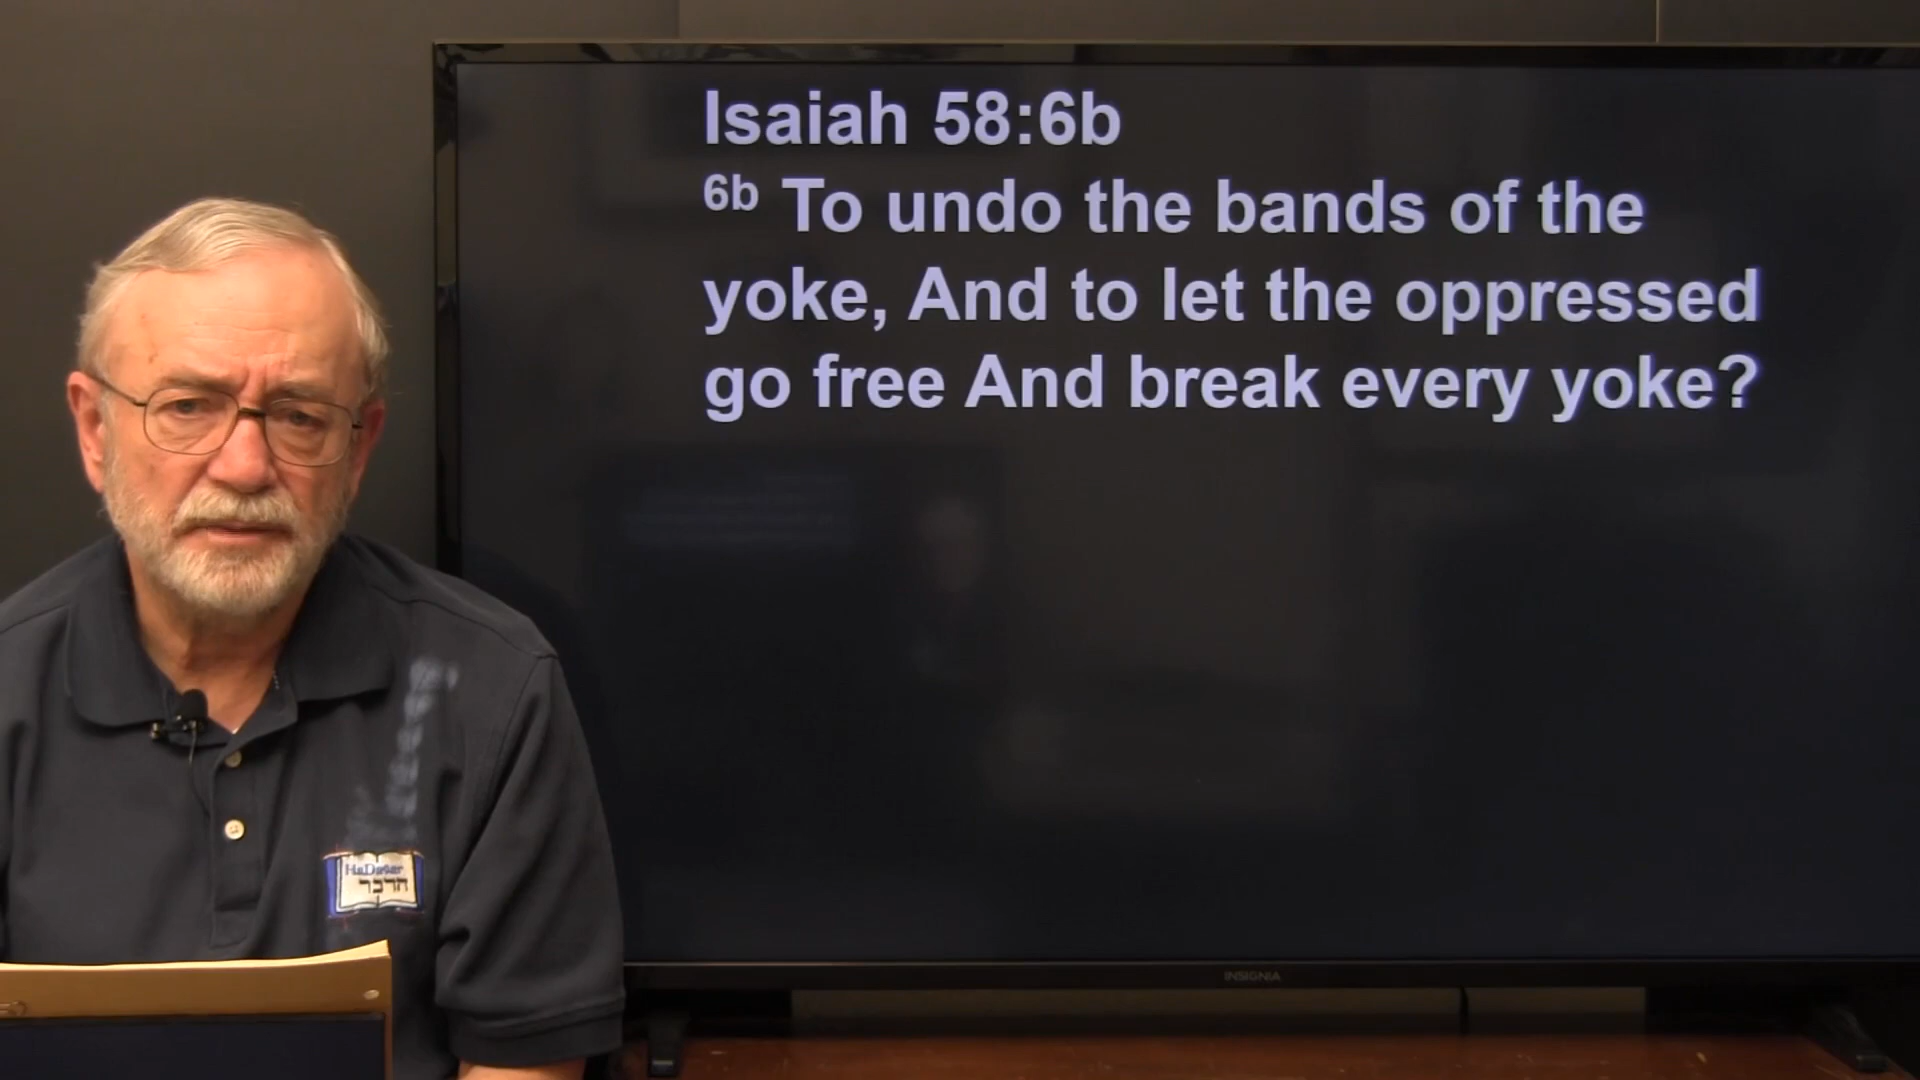 Isaiah 58:6b
6b To undo the bands of the
yoke, And to let the oppressed
go free And break every yoke?
HaDavar
הדבר
INSIGNIA